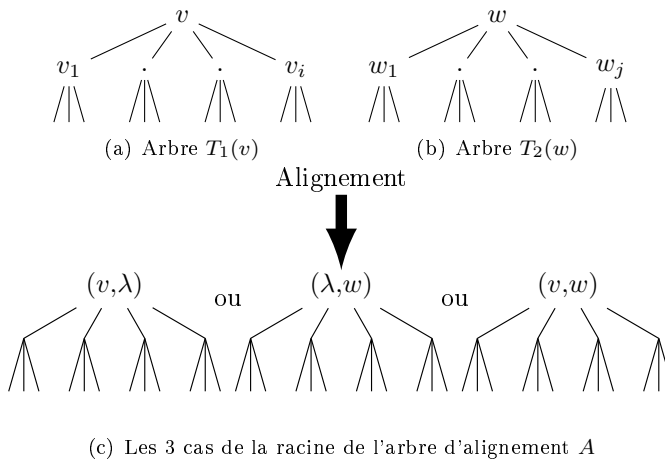 v w
v₁ . . vᵢ w₁ . . wⱼ
(a) Arbre T₁(v) (b) Arbre T₂(w)
Alignement
(v,λ) ou (λ,w) ou (v,w)
(c) Les 3 cas de la racine de l'arbre d'alignement A